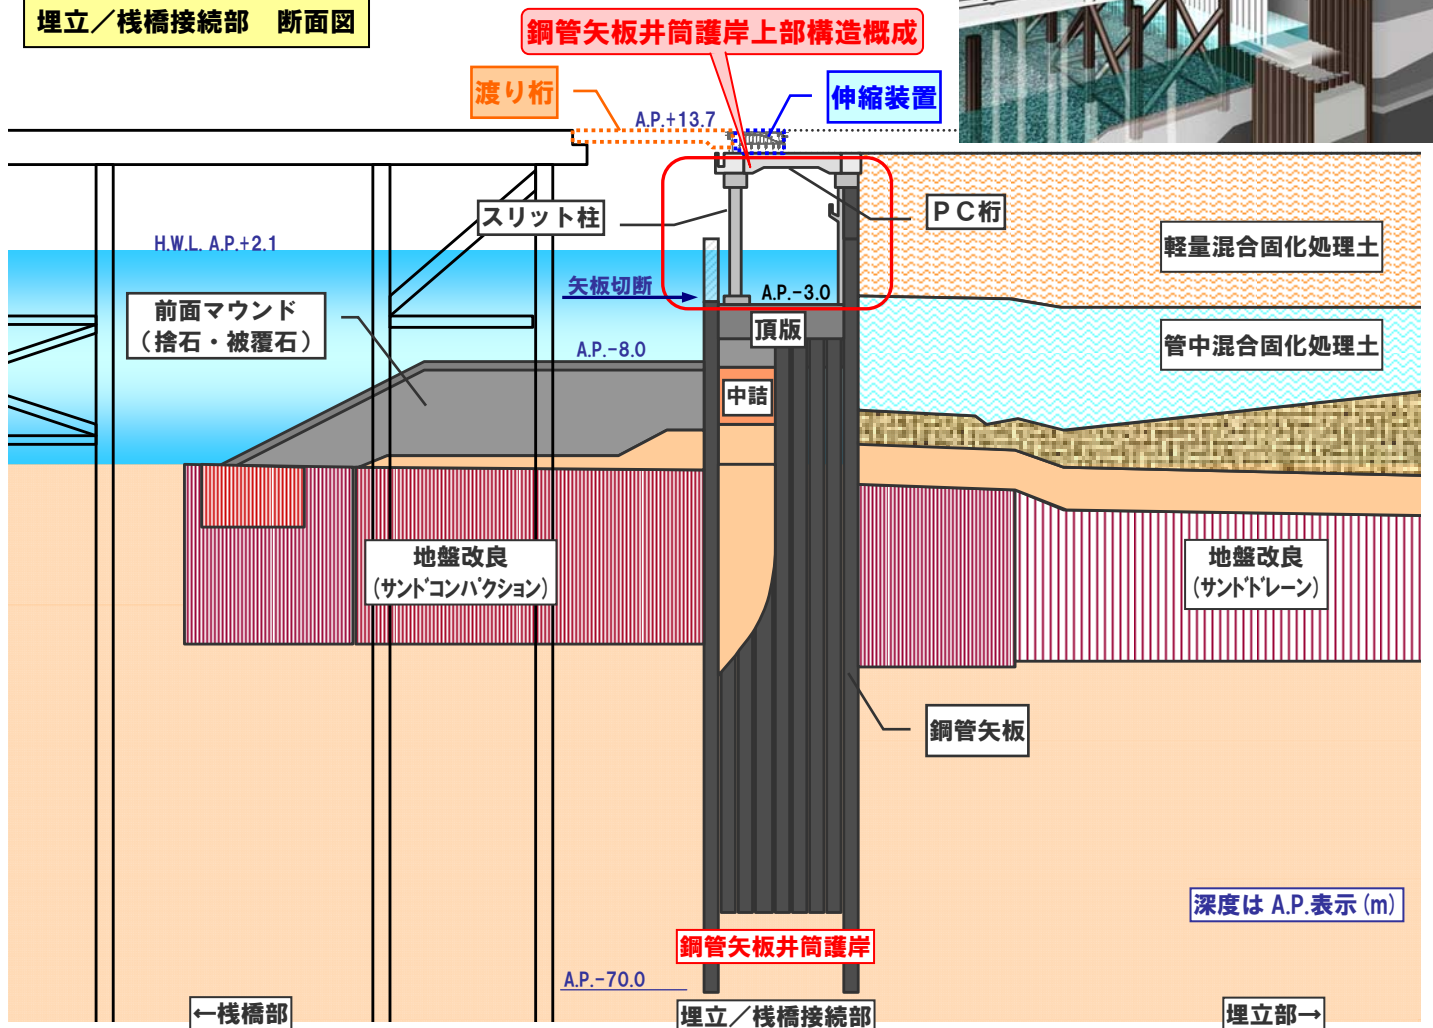 埋立／桟橋接続部　断面図
鋼管矢板井筒護岸上部構造概成
渡り桁
伸縮装置
A.P.+13.7
スリット柱
ＰＣ桁
H.W.L. A.P.+2.1
軽量混合固化処理土
矢板切断
A.P.-3.0
前面マウンド
（捨石・被覆石）
頂版
管中混合固化処理土
A.P.-8.0
中詰
地盤改良
(サンドコンパクション)
地盤改良
(サンドドレーン)
鋼管矢板
深度は A.P.表示 (m)
鋼管矢板井筒護岸
A.P.-70.0
←桟橋部
埋立／桟橋接続部
埋立部→